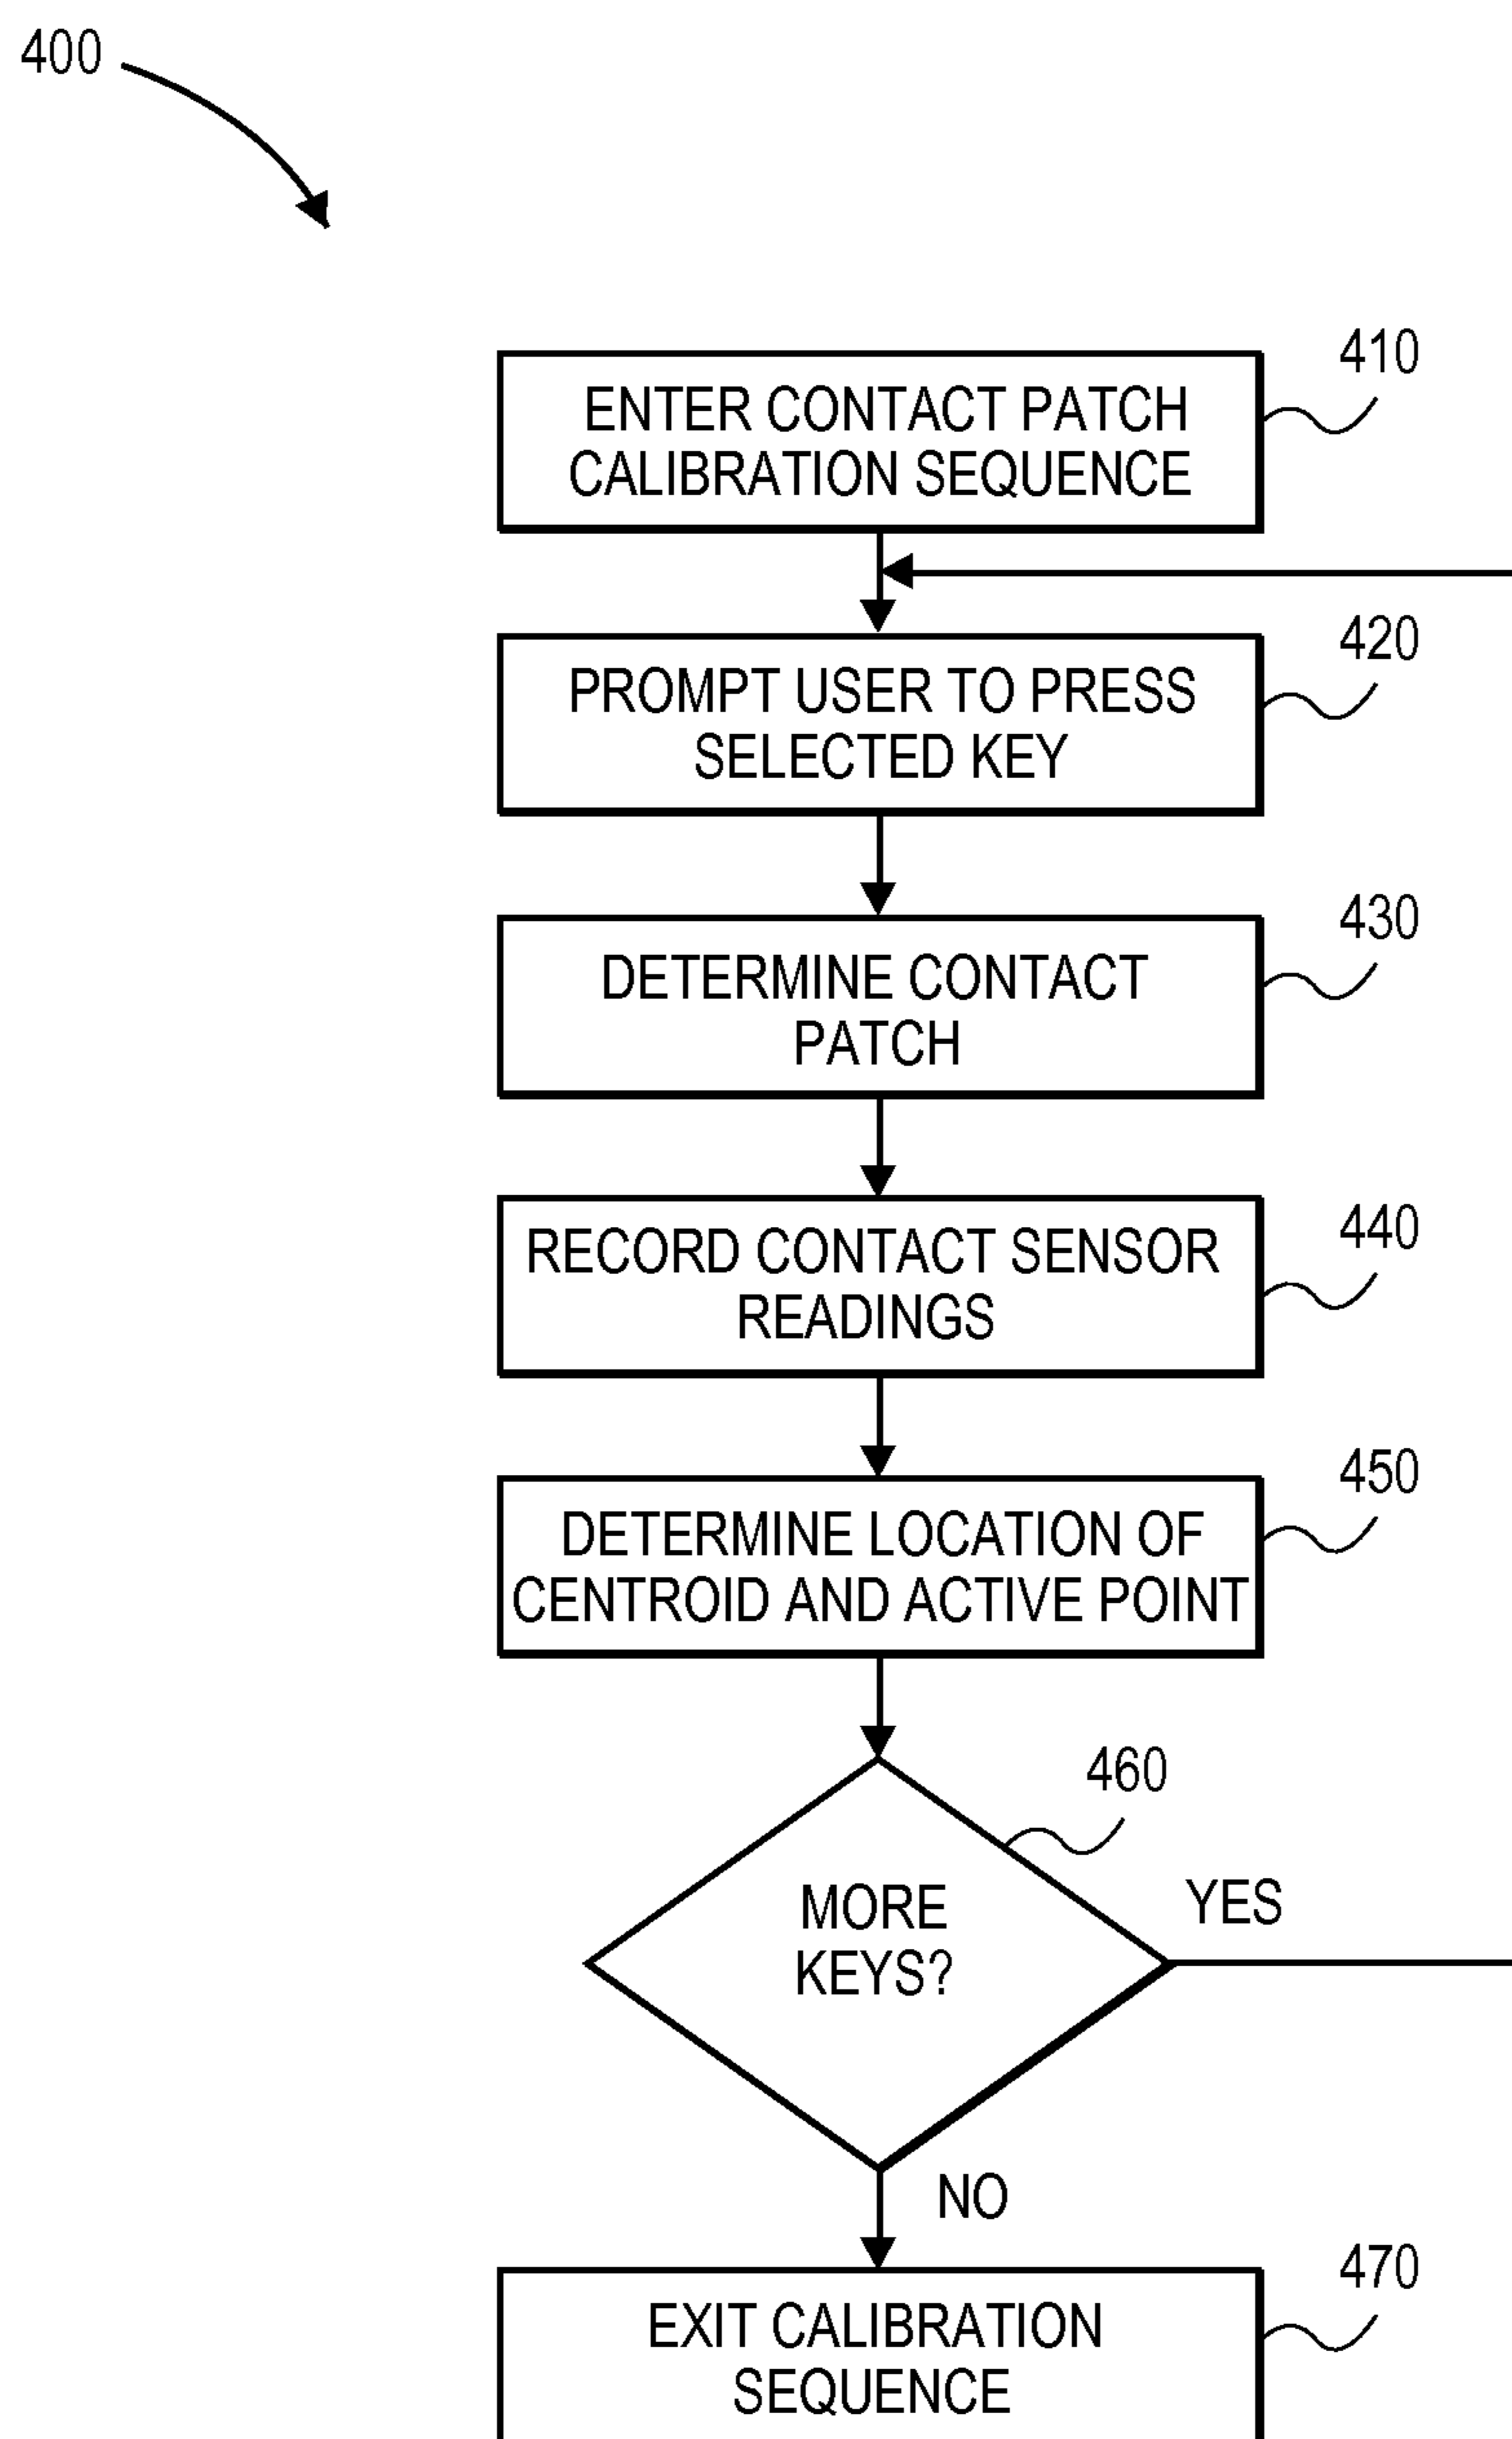 400
410
ENTER CONTACT PATCH
CALIBRATION SEQUENCE
420
PROMPT USER TO PRESS
SELECTED KEY
430
DETERMINE CONTACT
PATCH
440
RECORD CONTACT SENSOR
READINGS
450
DETERMINE LOCATION OF
CENTROID AND ACTIVE POINT
460
MORE
KEYS?
YES
NO
470
EXIT CALIBRATION
SEQUENCE